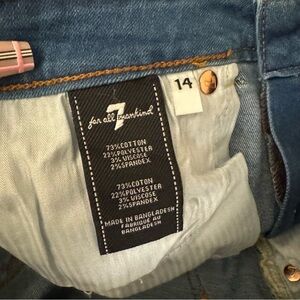 7
for all mankind
14
73%COTTON
22%POLYESTER
3% VISCOSE
2%SPANDEX
73%COTON
22%POLYESTER
3% VISCOSE
2%SPANDEX
MADE IN BANGLADESH
FABRIQUÉ AU
BANGLADESH